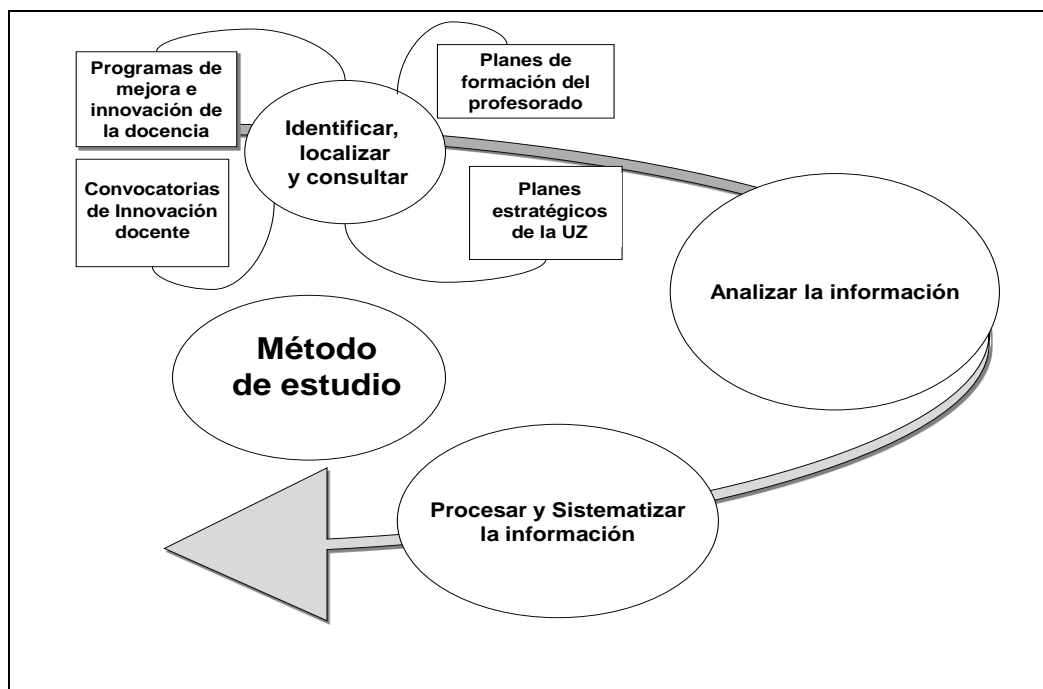 Programas de
mejora e
innovación de
la docencia
Planes de
formación del
profesorado
Identificar,
localizar
y consultar
Convocatorias
de Innovación
docente
Planes
estratégicos
de la UZ
Analizar la información
Método
de estudio
Procesar y Sistematizar
la información